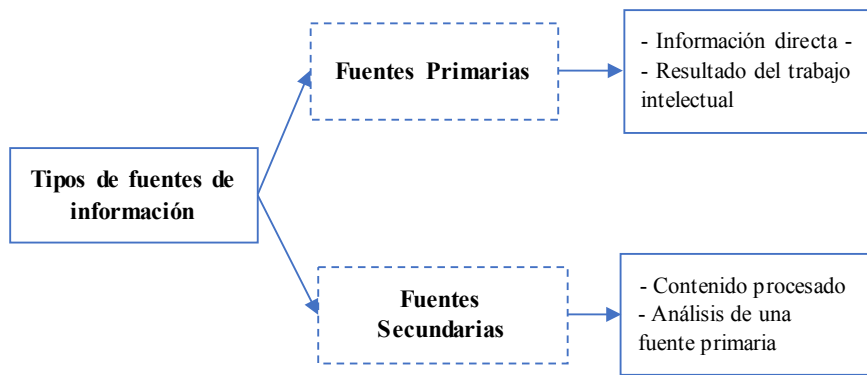 Tipos de fuentes de
información
Fuentes Primarias
- Información directa -
- Resultado del trabajo
intelectual
Fuentes
Secundarias
- Contenido procesado
- Análisis de una
fuente primaria